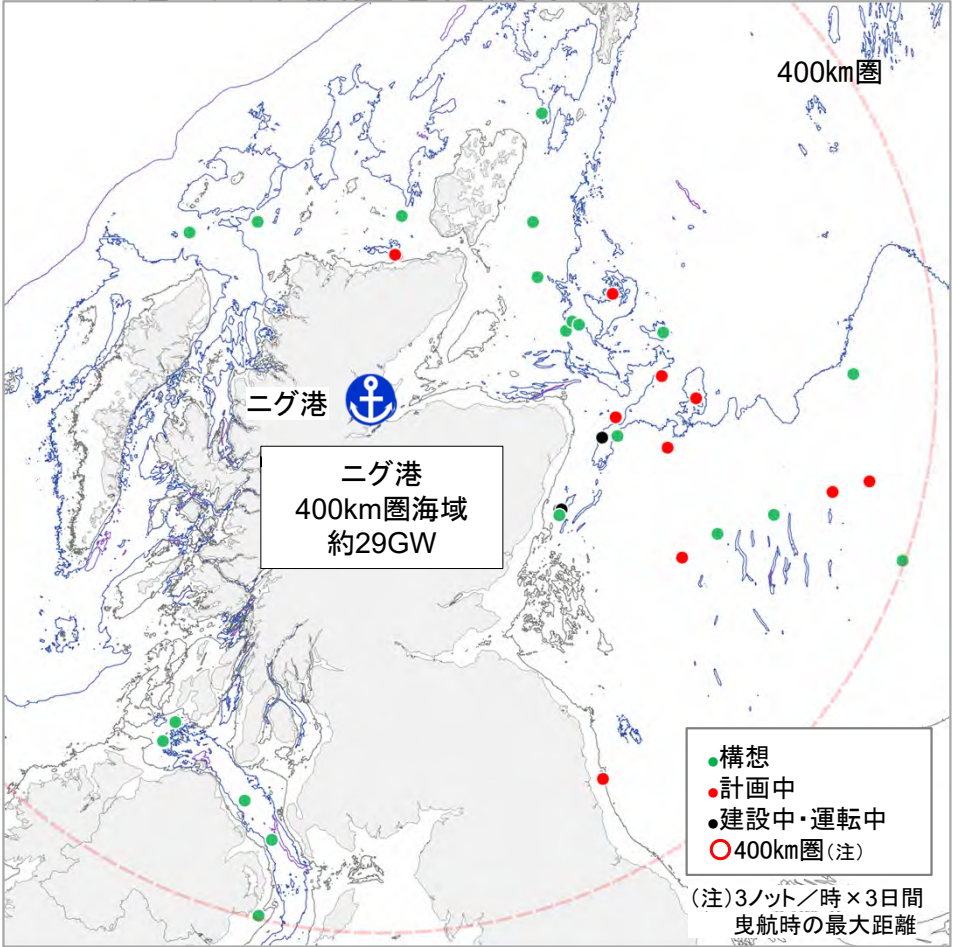 400km圏
ニグ港
ニグ港
400km圏海域
約29GW
構想
計画中
建設中・運転中
400km圏(注)
(注)3ノット／時×3日間
曳航時の最大距離